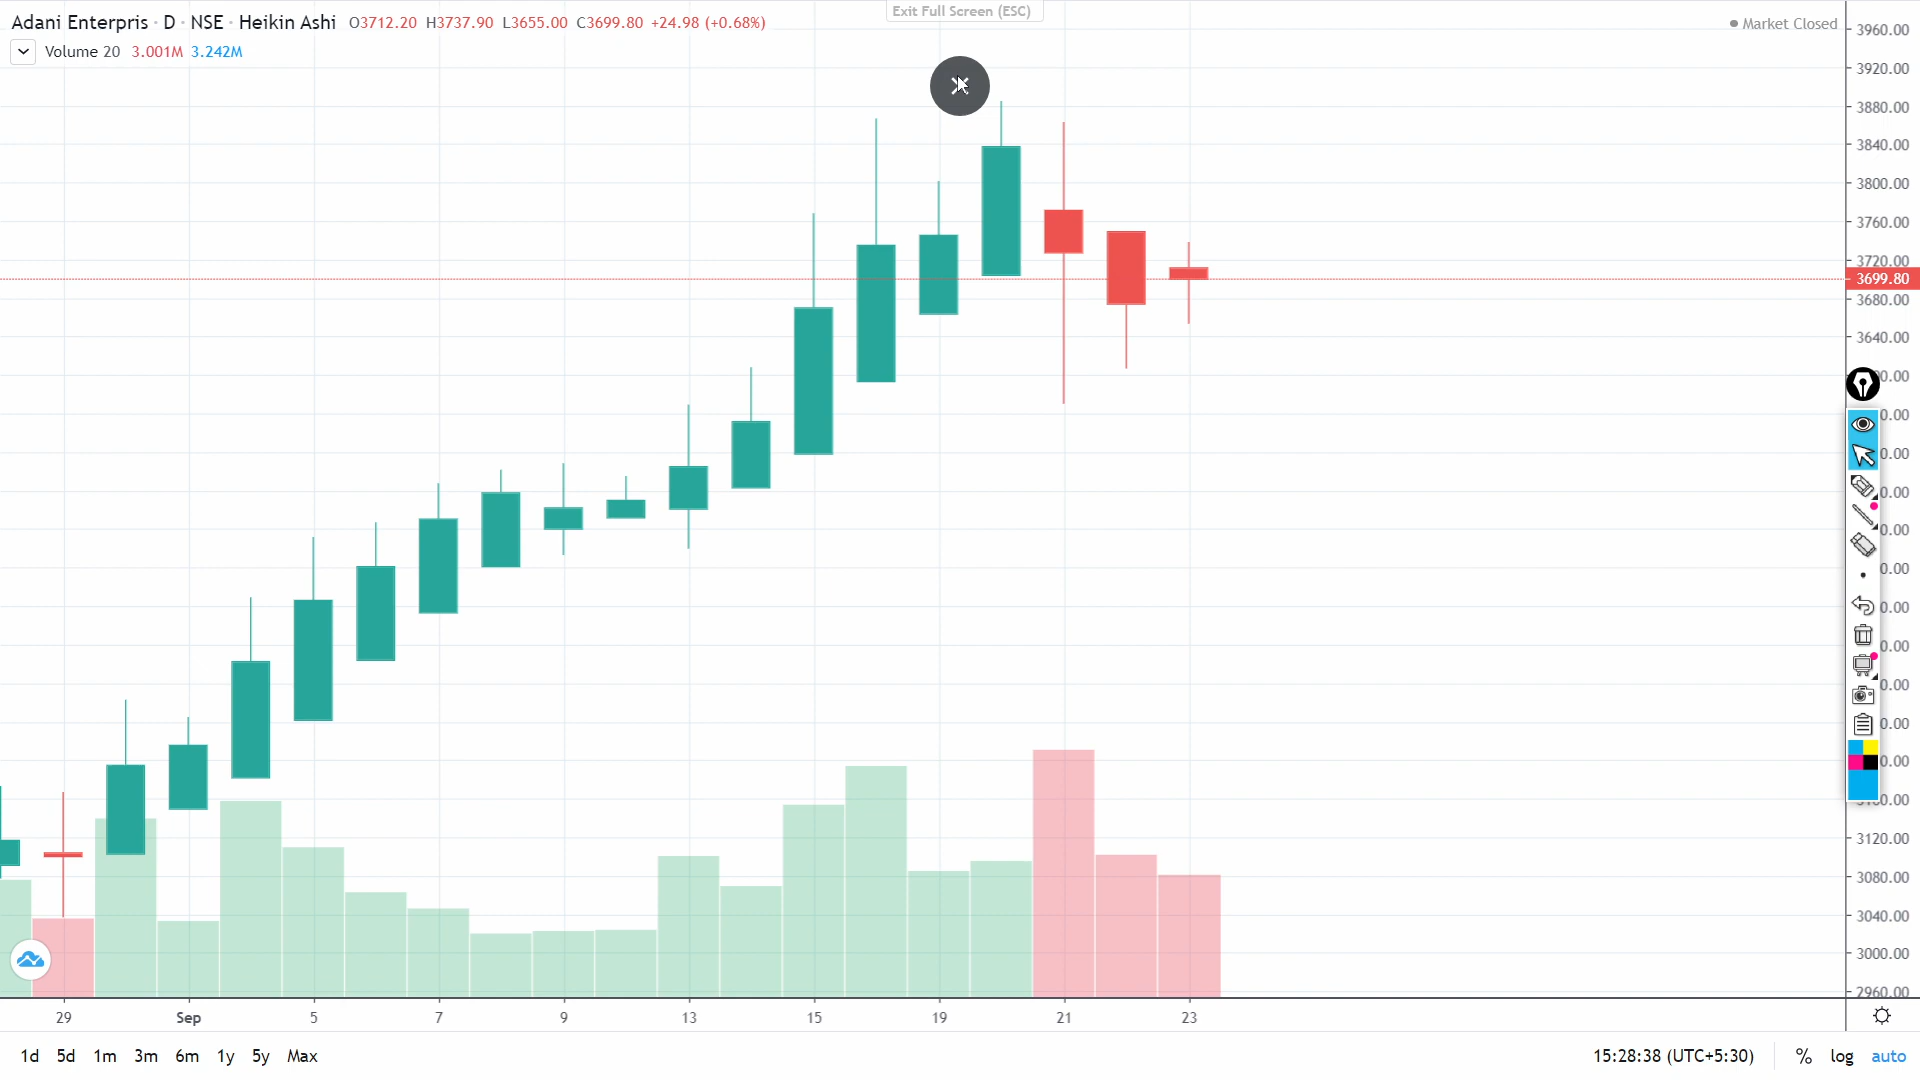 Adani Enterpris · D · NSE · Heikin Ashi O3712.20 H3737.90 L3655.00 C3699.80 +24.98 (+0.68%)
Exit Full Screen (ESC)
Market Closed
Volume 20 3.001M 3.242M
3960.00
3920.00
3880.00
3840.00
3800.00
3760.00
3720.00
3699.80
3680.00
3640.00
3120.00
3080.00
3040.00
3000.00
2960.00
29 Sep 5 7 9 13 15 19 21 23
1d 5d 1m 3m 6m 1y 5y Max 15:28:38 (UTC+5:30) % log auto